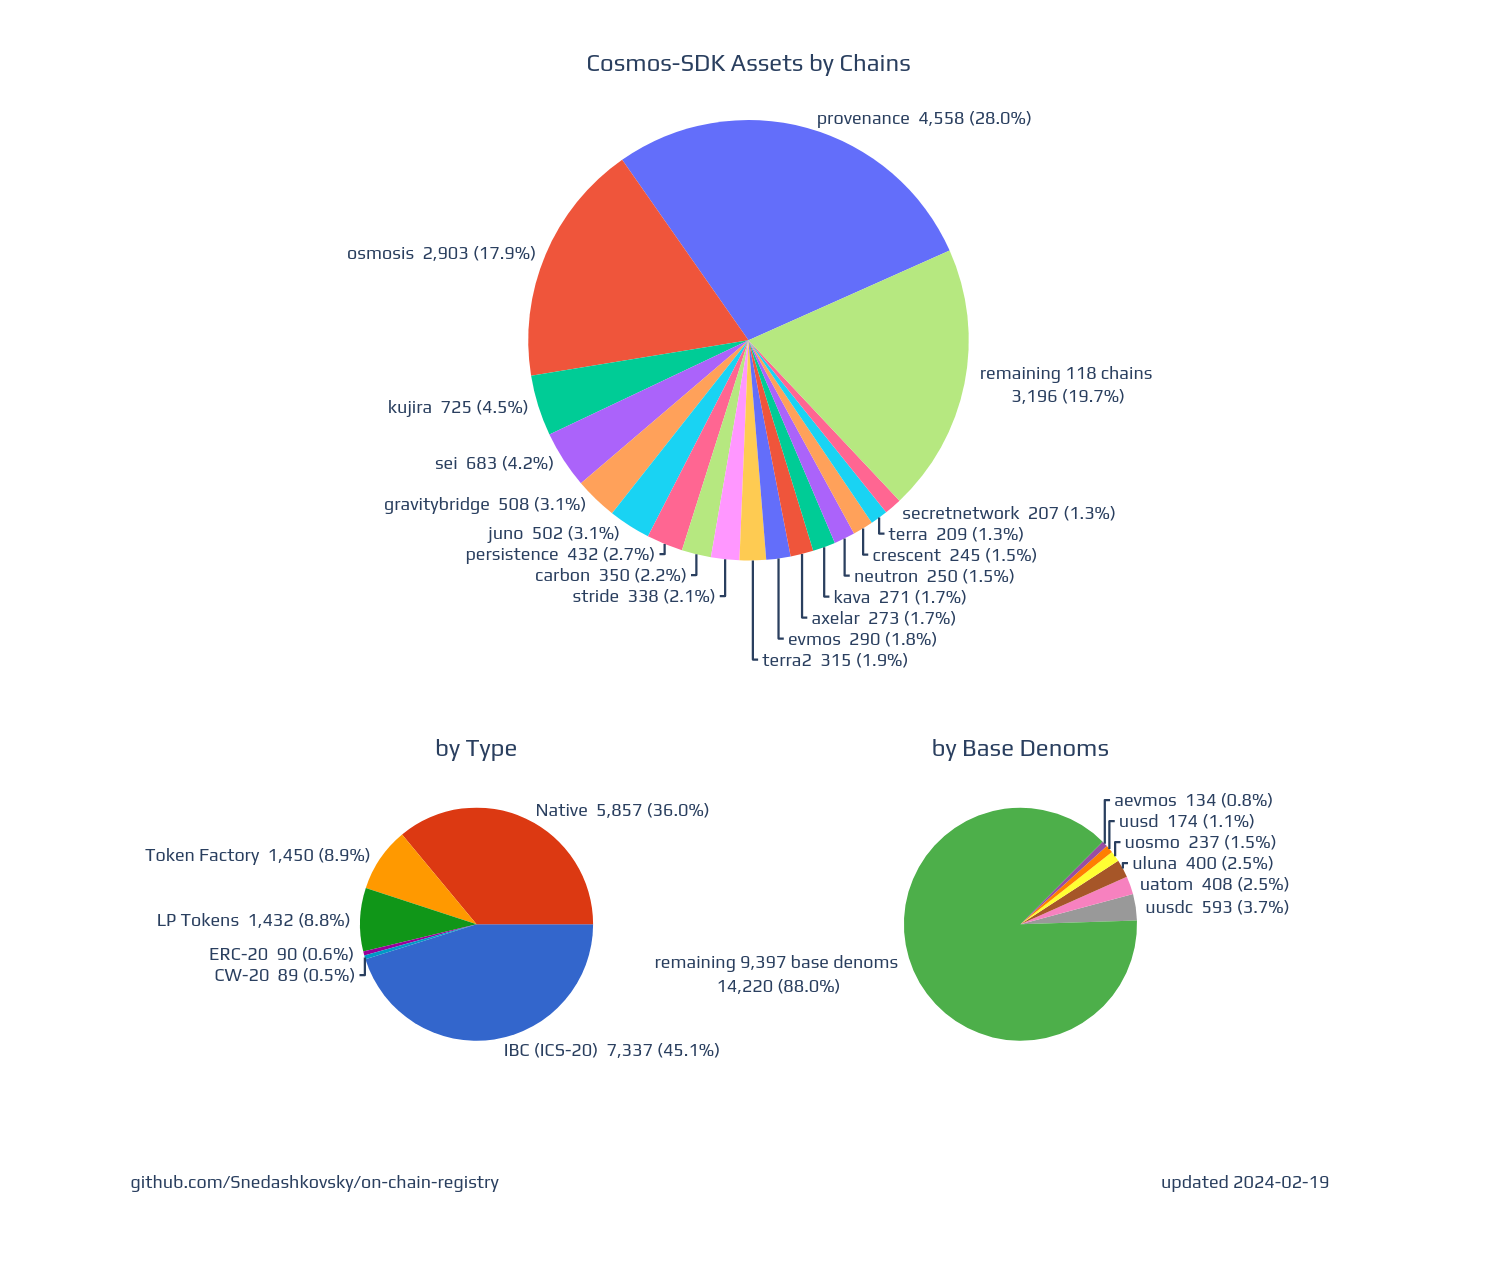 Cosmos-SDK Assets by Chains
provenance 4,558 (28.0%)
osmosis 2,903 (17.9%)
remaining 118 chains
3,196 (19.7%)
kujira 725 (4.5%)
sei 683 (4.2%)
gravitybridge 508 (3.1%)
secretnetwork 207 (1.3%)
juno 502 (3.1%)
terra 209 (1.3%)
persistence 432 (2.7%)
crescent 245 (1.5%)
carbon 350 (2.2%)
neutron 250 (1.5%)
stride 338 (2.1%)
kava 271 (1.7%)
axelar 273 (1.7%)
evmos 290 (1.8%)
terra2 315 (1.9%)
by Type
Native 5,857 (36.0%)
Token Factory 1,450 (8.9%)
LP Tokens 1,432 (8.8%)
ERC-20 90 (0.6%)
CW-20 89 (0.5%)
IBC (ICS-20) 7,337 (45.1%)
by Base Denoms
aevmos 134 (0.8%)
uusd 174 (1.1%)
uosmo 237 (1.5%)
uluna 400 (2.5%)
uatom 408 (2.5%)
uusdc 593 (3.7%)
remaining 9,397 base denoms
14,220 (88.0%)
github.com/Snedashkovsky/on-chain-registry
updated 2024-02-19